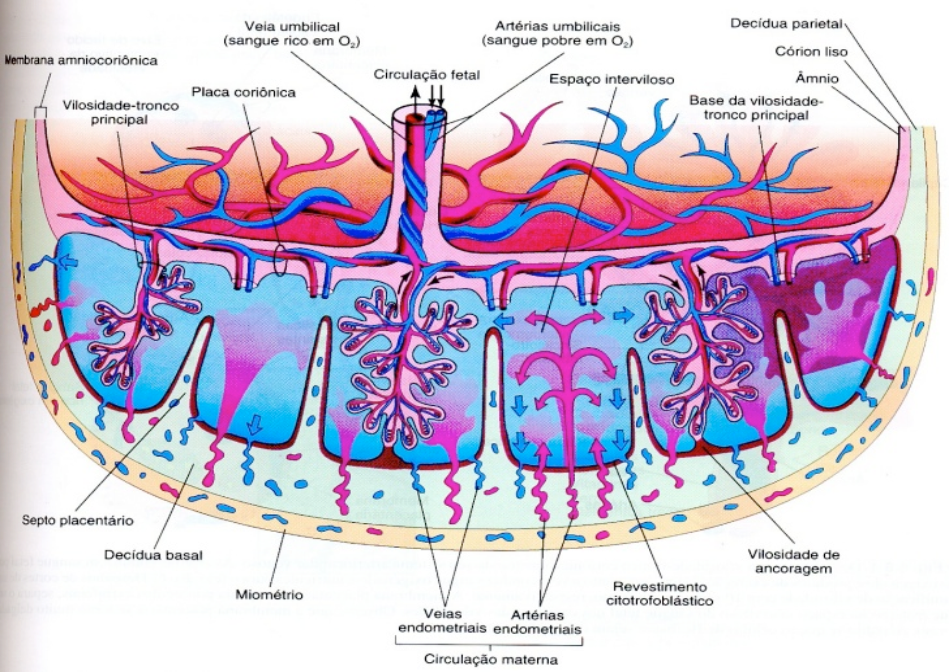 Veia umbilical
(sangue rico em O₂)
Artérias umbilicais
(sangue pobre em O₂)
Decídua parietal
Córion liso
Âmnio
Membrana amniocoriônica
Circulação fetal
Espaço interviloso
Vilosidade-tronco
principal
Placa coriônica
Base da vilosidade-
tronco principal
Septo placentário
Decídua basal
Miométrio
Veias
endometriais
Artérias
endometriais
Circulação materna
Revestimento
citotrofoblástico
Vilosidade de
ancoragem